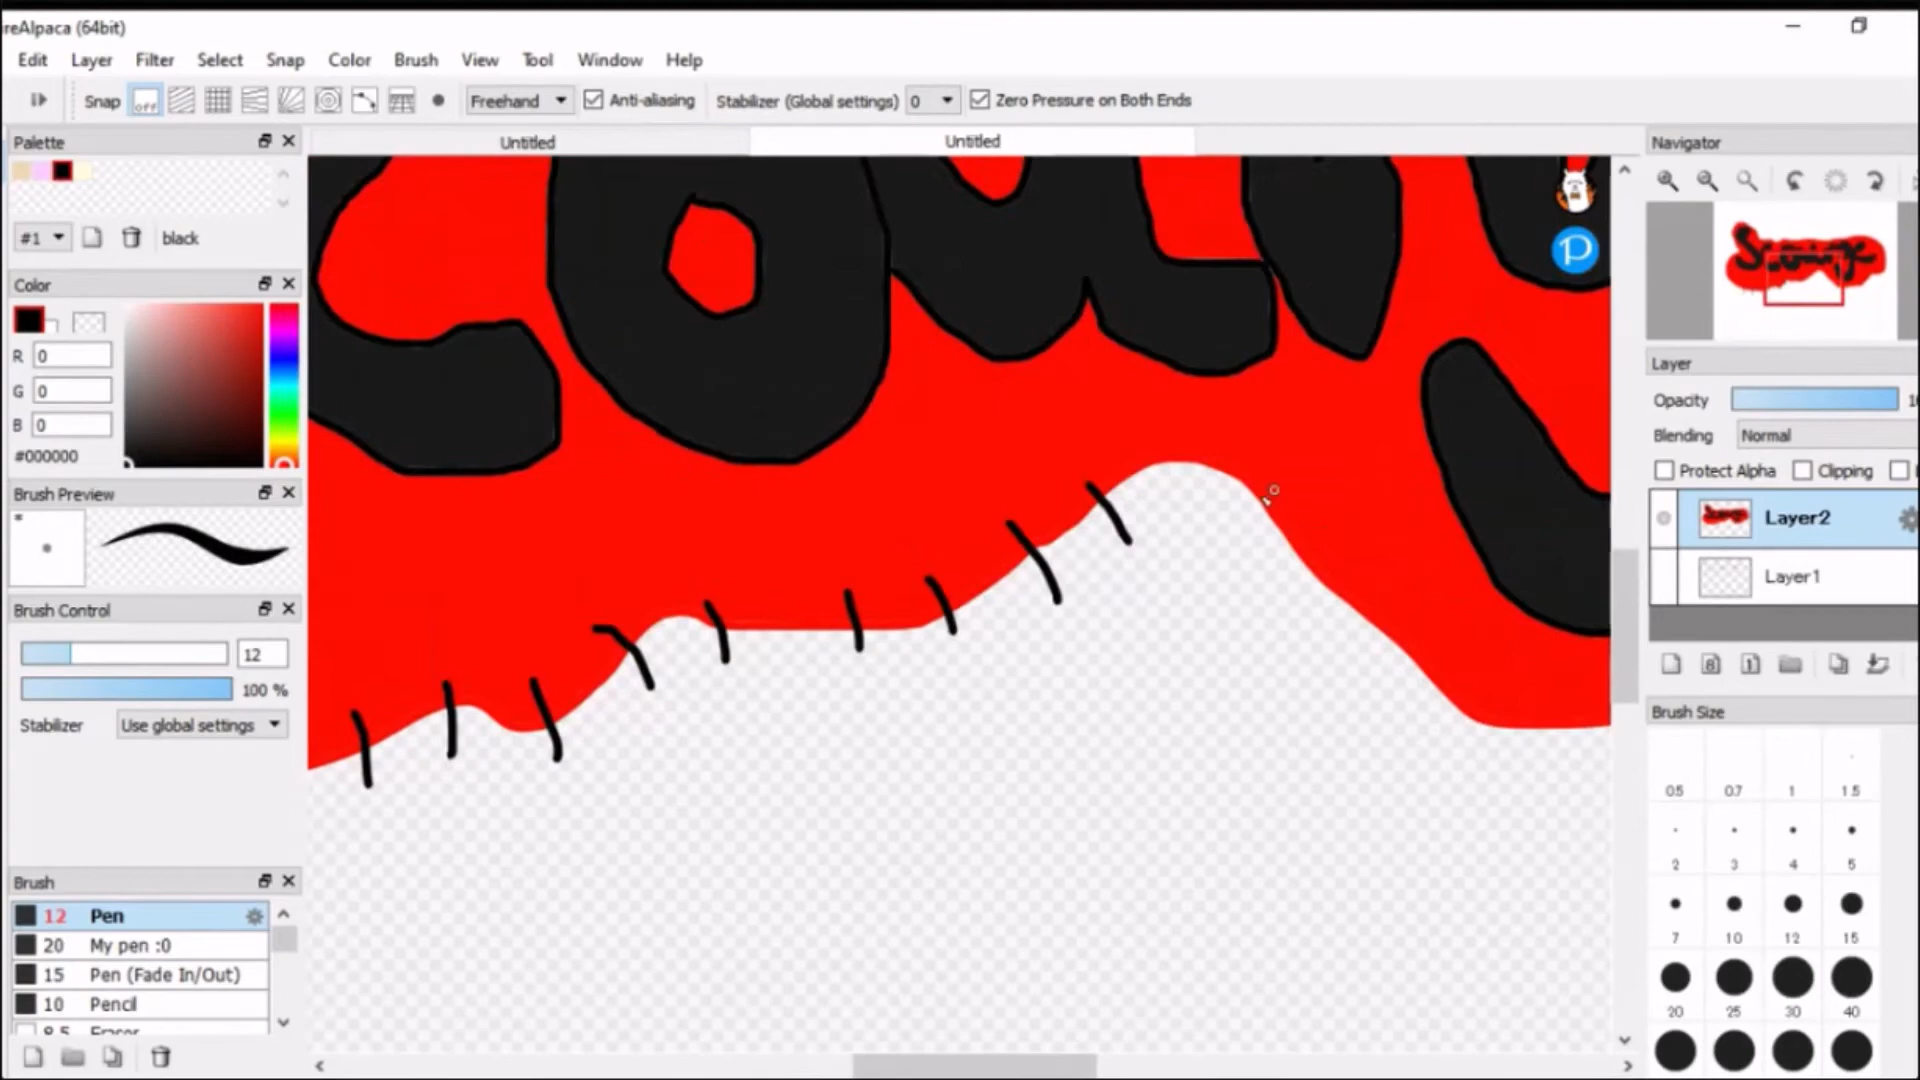 reAlpaca (64bit)
Edit Layer Filter Select Snap Color Brush View Tool Window Help
Snap off Freehand Anti-aliasing Stabilizer (Global settings) 0 Zero Pressure on Both Ends
Palette
Untitled
Untitled
Navigator
#1 black
Color
R 0
G 0
B 0
#000000
Layer
Opacity
Blending Normal
Protect Alpha Clipping
Layer2
Layer1
Brush Preview
Brush Control
12
100 %
Stabilizer Use global settings
Brush Size
0.5 0.7 1 1.5
2 3 4 5
7 10 12 15
20 25 30 40
Brush
12 Pen
20 My pen :0
15 Pen (Fade In/Out)
10 Pencil
8.5 Eraser
P